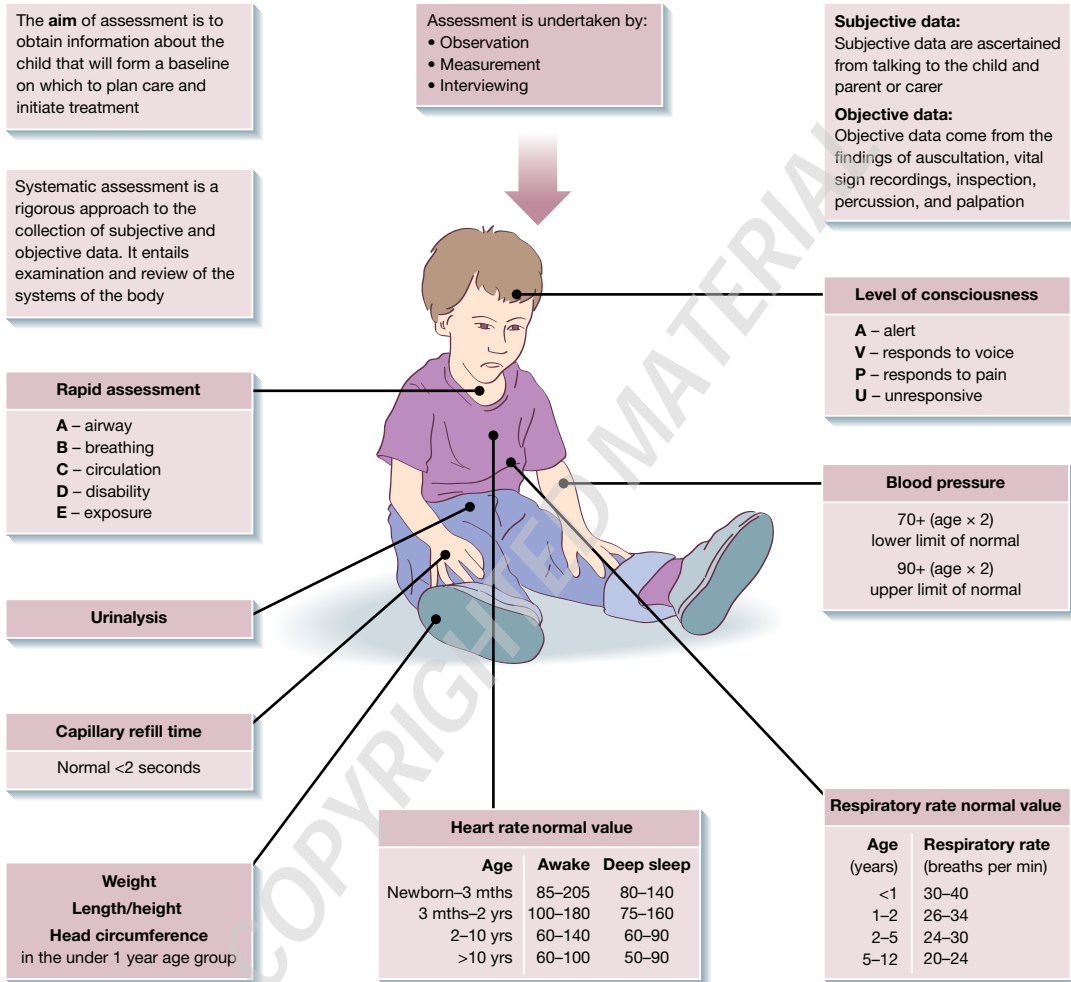 The aim of assessment is to
obtain information about the
child that will form a baseline
on which to plan care and
initiate treatment
Assessment is undertaken by:
• Observation
• Measurement
• Interviewing
Subjective data:
Subjective data are ascertained
from talking to the child and
parent or carer
Objective data:
Objective data come from the
findings of auscultation, vital
sign recordings, inspection,
percussion, and palpation
Systematic assessment is a
rigorous approach to the
collection of subjective and
objective data. It entails
examination and review of the
systems of the body
Level of consciousness
A – alert
V – responds to voice
P – responds to pain
U – unresponsive
Rapid assessment
A – airway
B – breathing
C – circulation
D – disability
E – exposure
Blood pressure
70+ (age × 2)
lower limit of normal
90+ (age × 2)
upper limit of normal
Urinalysis
Capillary refill time
Normal <2 seconds
Weight
Length/height
Head circumference
in the under 1 year age group
Heart rate normal value
Age Awake Deep sleep
Newborn–3 mths 85–205 80–140
3 mths–2 yrs 100–180 75–160
2–10 yrs 60–140 60–90
>10 yrs 60–100 50–90
Respiratory rate normal value
Age Respiratory rate
(years) (breaths per min)
<1 30–40
1–2 26–34
2–5 24–30
5–12 20–24
COPYRIGHTED MATERIAL